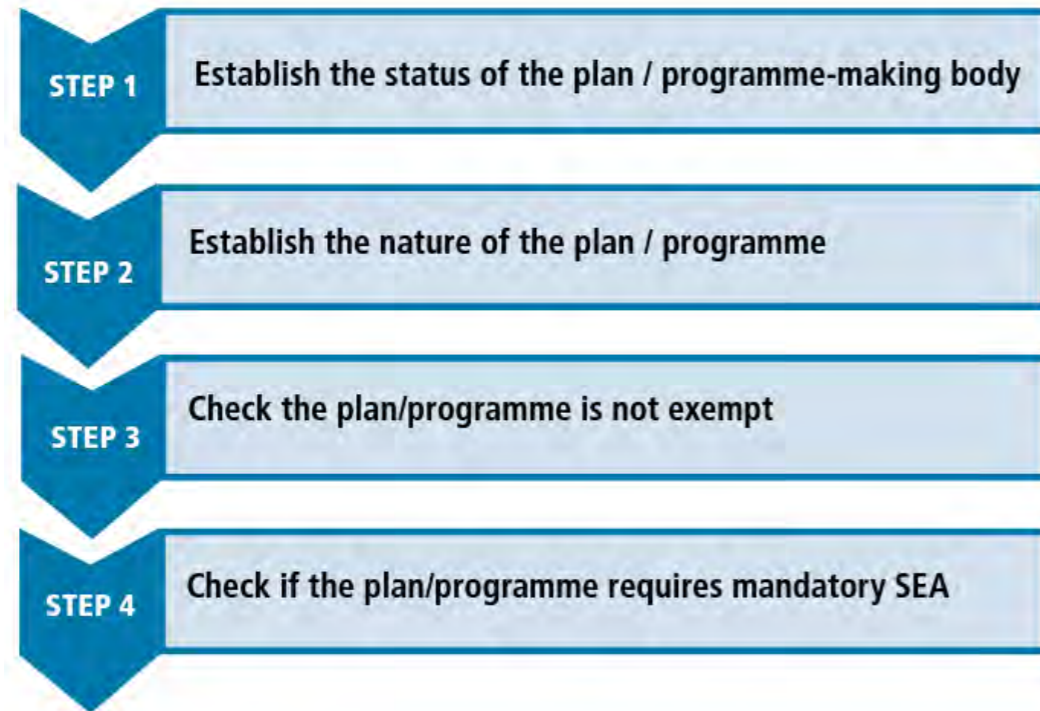 STEP 1
Establish the status of the plan / programme-making body
STEP 2
Establish the nature of the plan / programme
STEP 3
Check the plan/programme is not exempt
STEP 4
Check if the plan/programme requires mandatory SEA